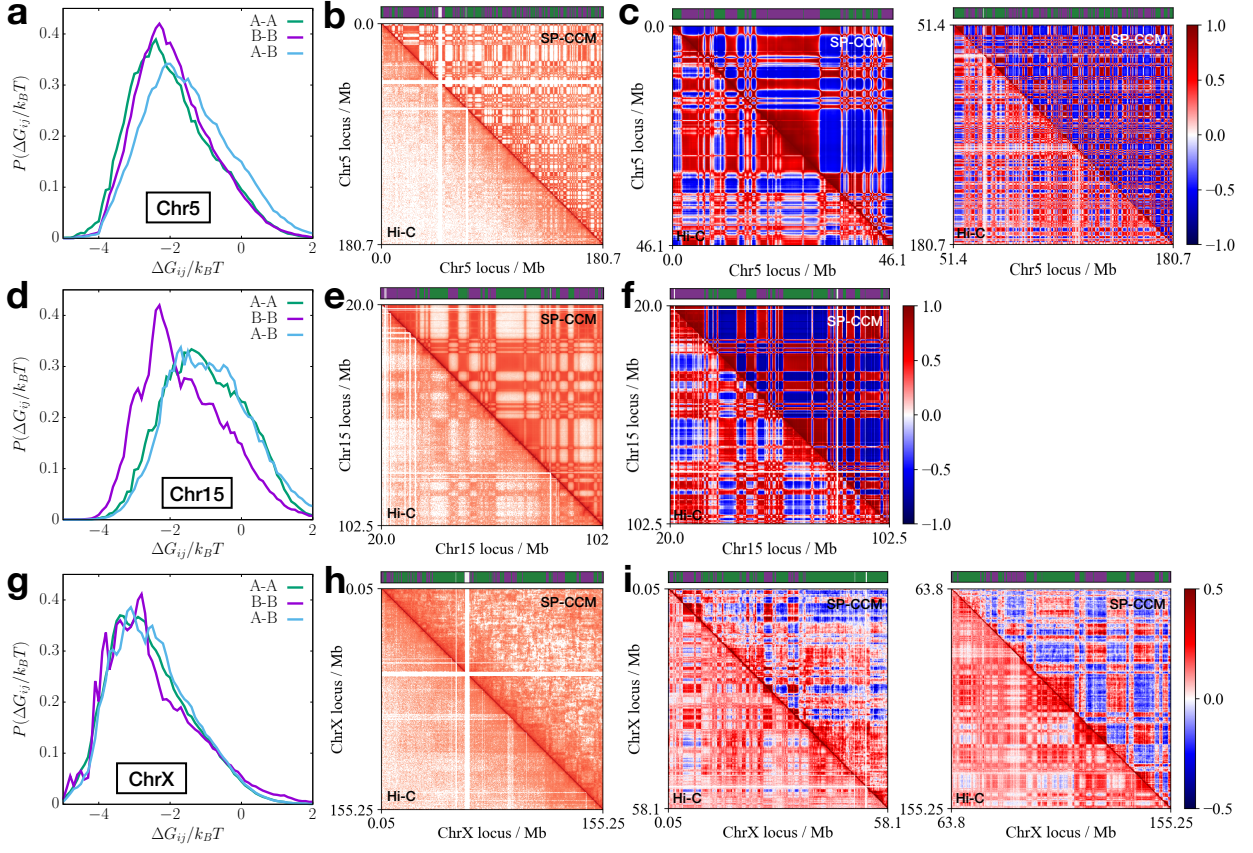 a
A-A
B-B
A-B
P(ΔG_ij/k_BT)
0.4
0.3
0.2
0.1
0
−4
−2
0
2
ΔG_ij/k_BT
Chr5
b
0.0
SP-CCM
Hi-C
Chr5 locus / Mb
180.7
0.0
180.7
Chr5 locus / Mb
c
0.0
SP-CCM
Hi-C
Chr5 locus / Mb
46.1
0.0
46.1
Chr5 locus / Mb
51.4
SP-CCM
Hi-C
180.7
51.4
180.7
Chr5 locus / Mb
1.0
0.5
0.0
−0.5
−1.0
d
A-A
B-B
A-B
P(ΔG_ij/k_BT)
0.4
0.3
0.2
0.1
0
−4
−2
0
2
ΔG_ij/k_BT
Chr15
e
20.0
SP-CCM
Hi-C
Chr15 locus / Mb
102.5
20.0
102
Chr15 locus / Mb
f
20.0
SP-CCM
Hi-C
Chr15 locus / Mb
102.5
20.0
102.5
Chr15 locus / Mb
1.0
0.5
0.0
−0.5
−1.0
g
A-A
B-B
A-B
P(ΔG_ij/k_BT)
0.4
0.3
0.2
0.1
0
−4
−2
0
2
ΔG_ij/k_BT
ChrX
h
0.05
SP-CCM
Hi-C
ChrX locus / Mb
155.25
0.05
155.25
ChrX locus / Mb
i
0.05
SP-CCM
Hi-C
ChrX locus / Mb
58.1
0.05
58.1
ChrX locus / Mb
63.8
SP-CCM
Hi-C
155.25
63.8
155.25
ChrX locus / Mb
0.5
0.0
−0.5